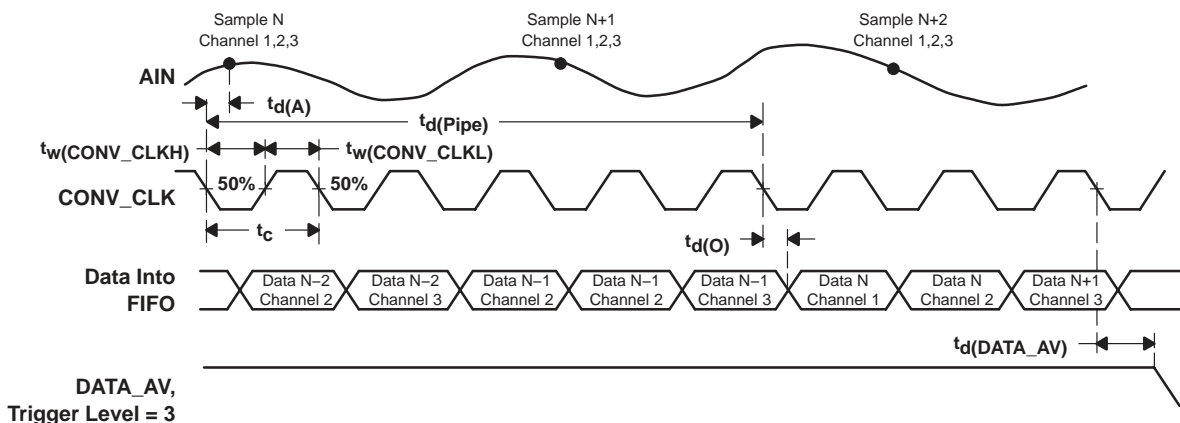 Sample N
Channel 1,2,3
Sample N+1
Channel 1,2,3
Sample N+2
Channel 1,2,3
AIN
td(A)
td(Pipe)
tw(CONV_CLKH)
tw(CONV_CLKL)
50%
50%
CONV_CLK
tc
td(O)
Data Into
FIFO
Data N–2
Channel 2
Data N–2
Channel 3
Data N–1
Channel 2
Data N–1
Channel 2
Data N–1
Channel 3
Data N
Channel 1
Data N
Channel 2
Data N+1
Channel 3
td(DATA_AV)
DATA_AV,
Trigger Level = 3